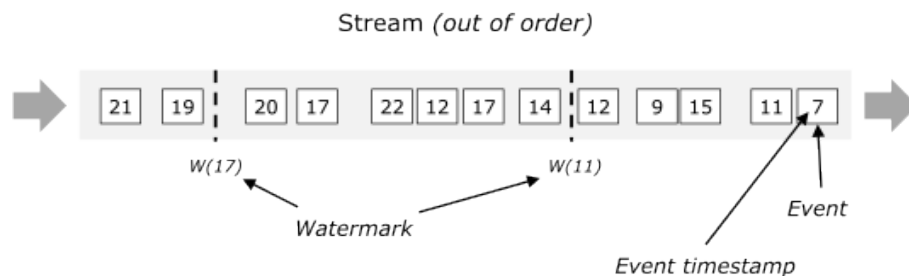 Stream (out of order)
21 19 20 17 22 12 17 14 12 9 15 11 7
W(17) W(11)
Watermark
Event
Event timestamp